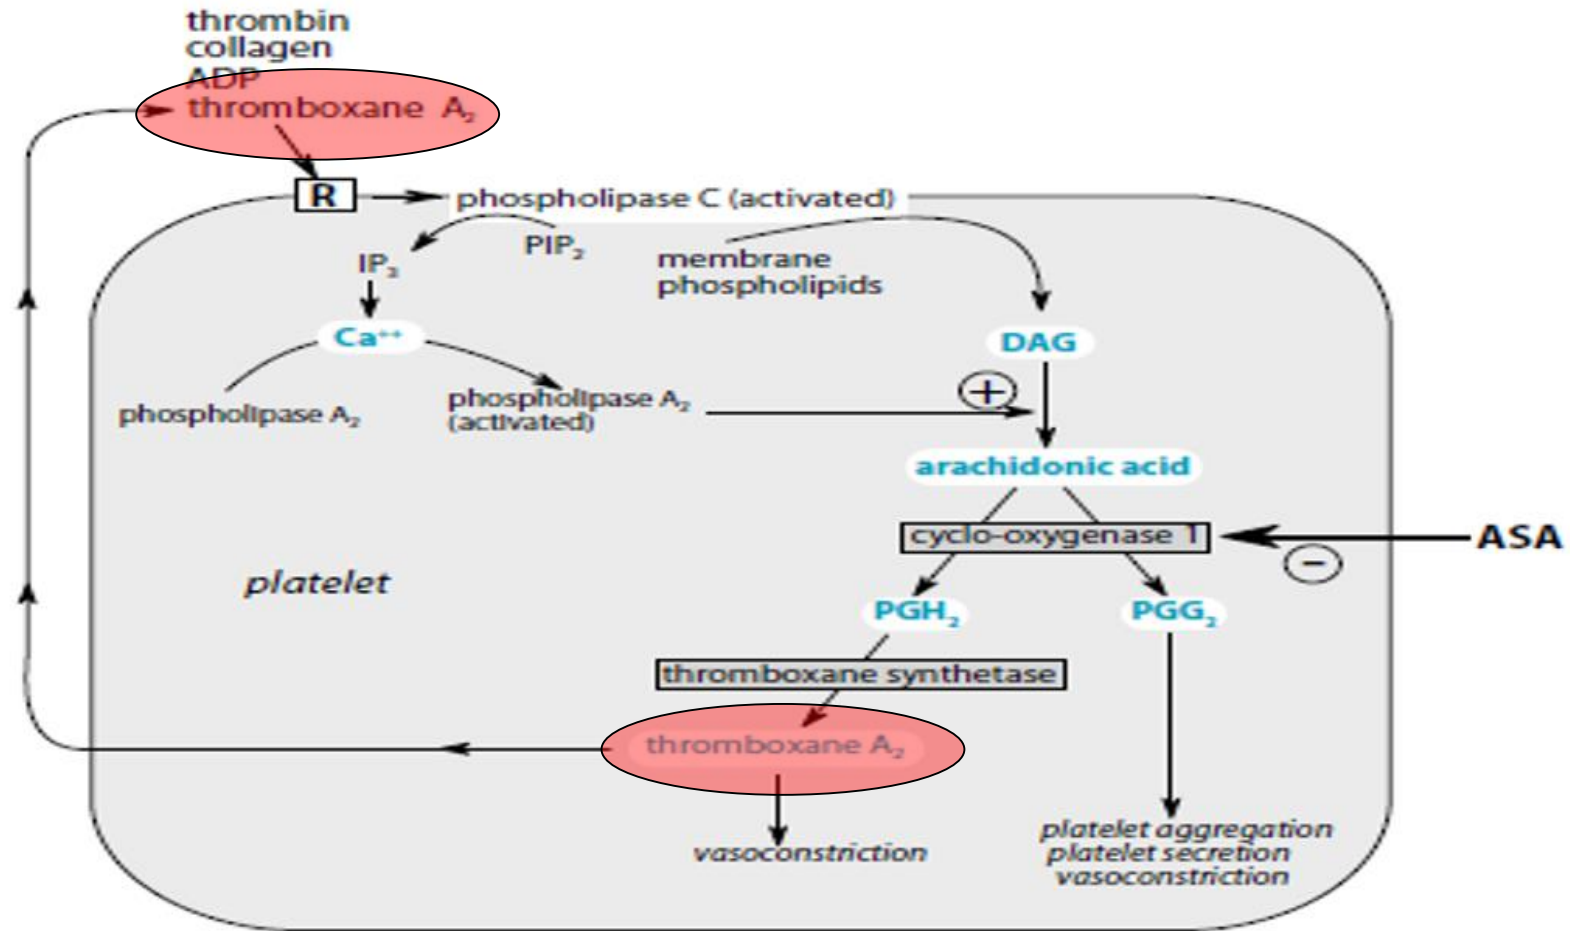 thrombin
collagen
ADP
thromboxane A₂
R
phospholipase C (activated)
PIP₂
IP₃
membrane
phospholipids
Ca⁺⁺
DAG
phospholipase A₂
phospholipase A₂
(activated)
+
arachidonic acid
cyclo-oxygenase 1
ASA
−
platelet
PGH₂
PGG₂
thromboxane synthetase
thromboxane A₂
vasoconstriction
platelet aggregation
platelet secretion
vasoconstriction